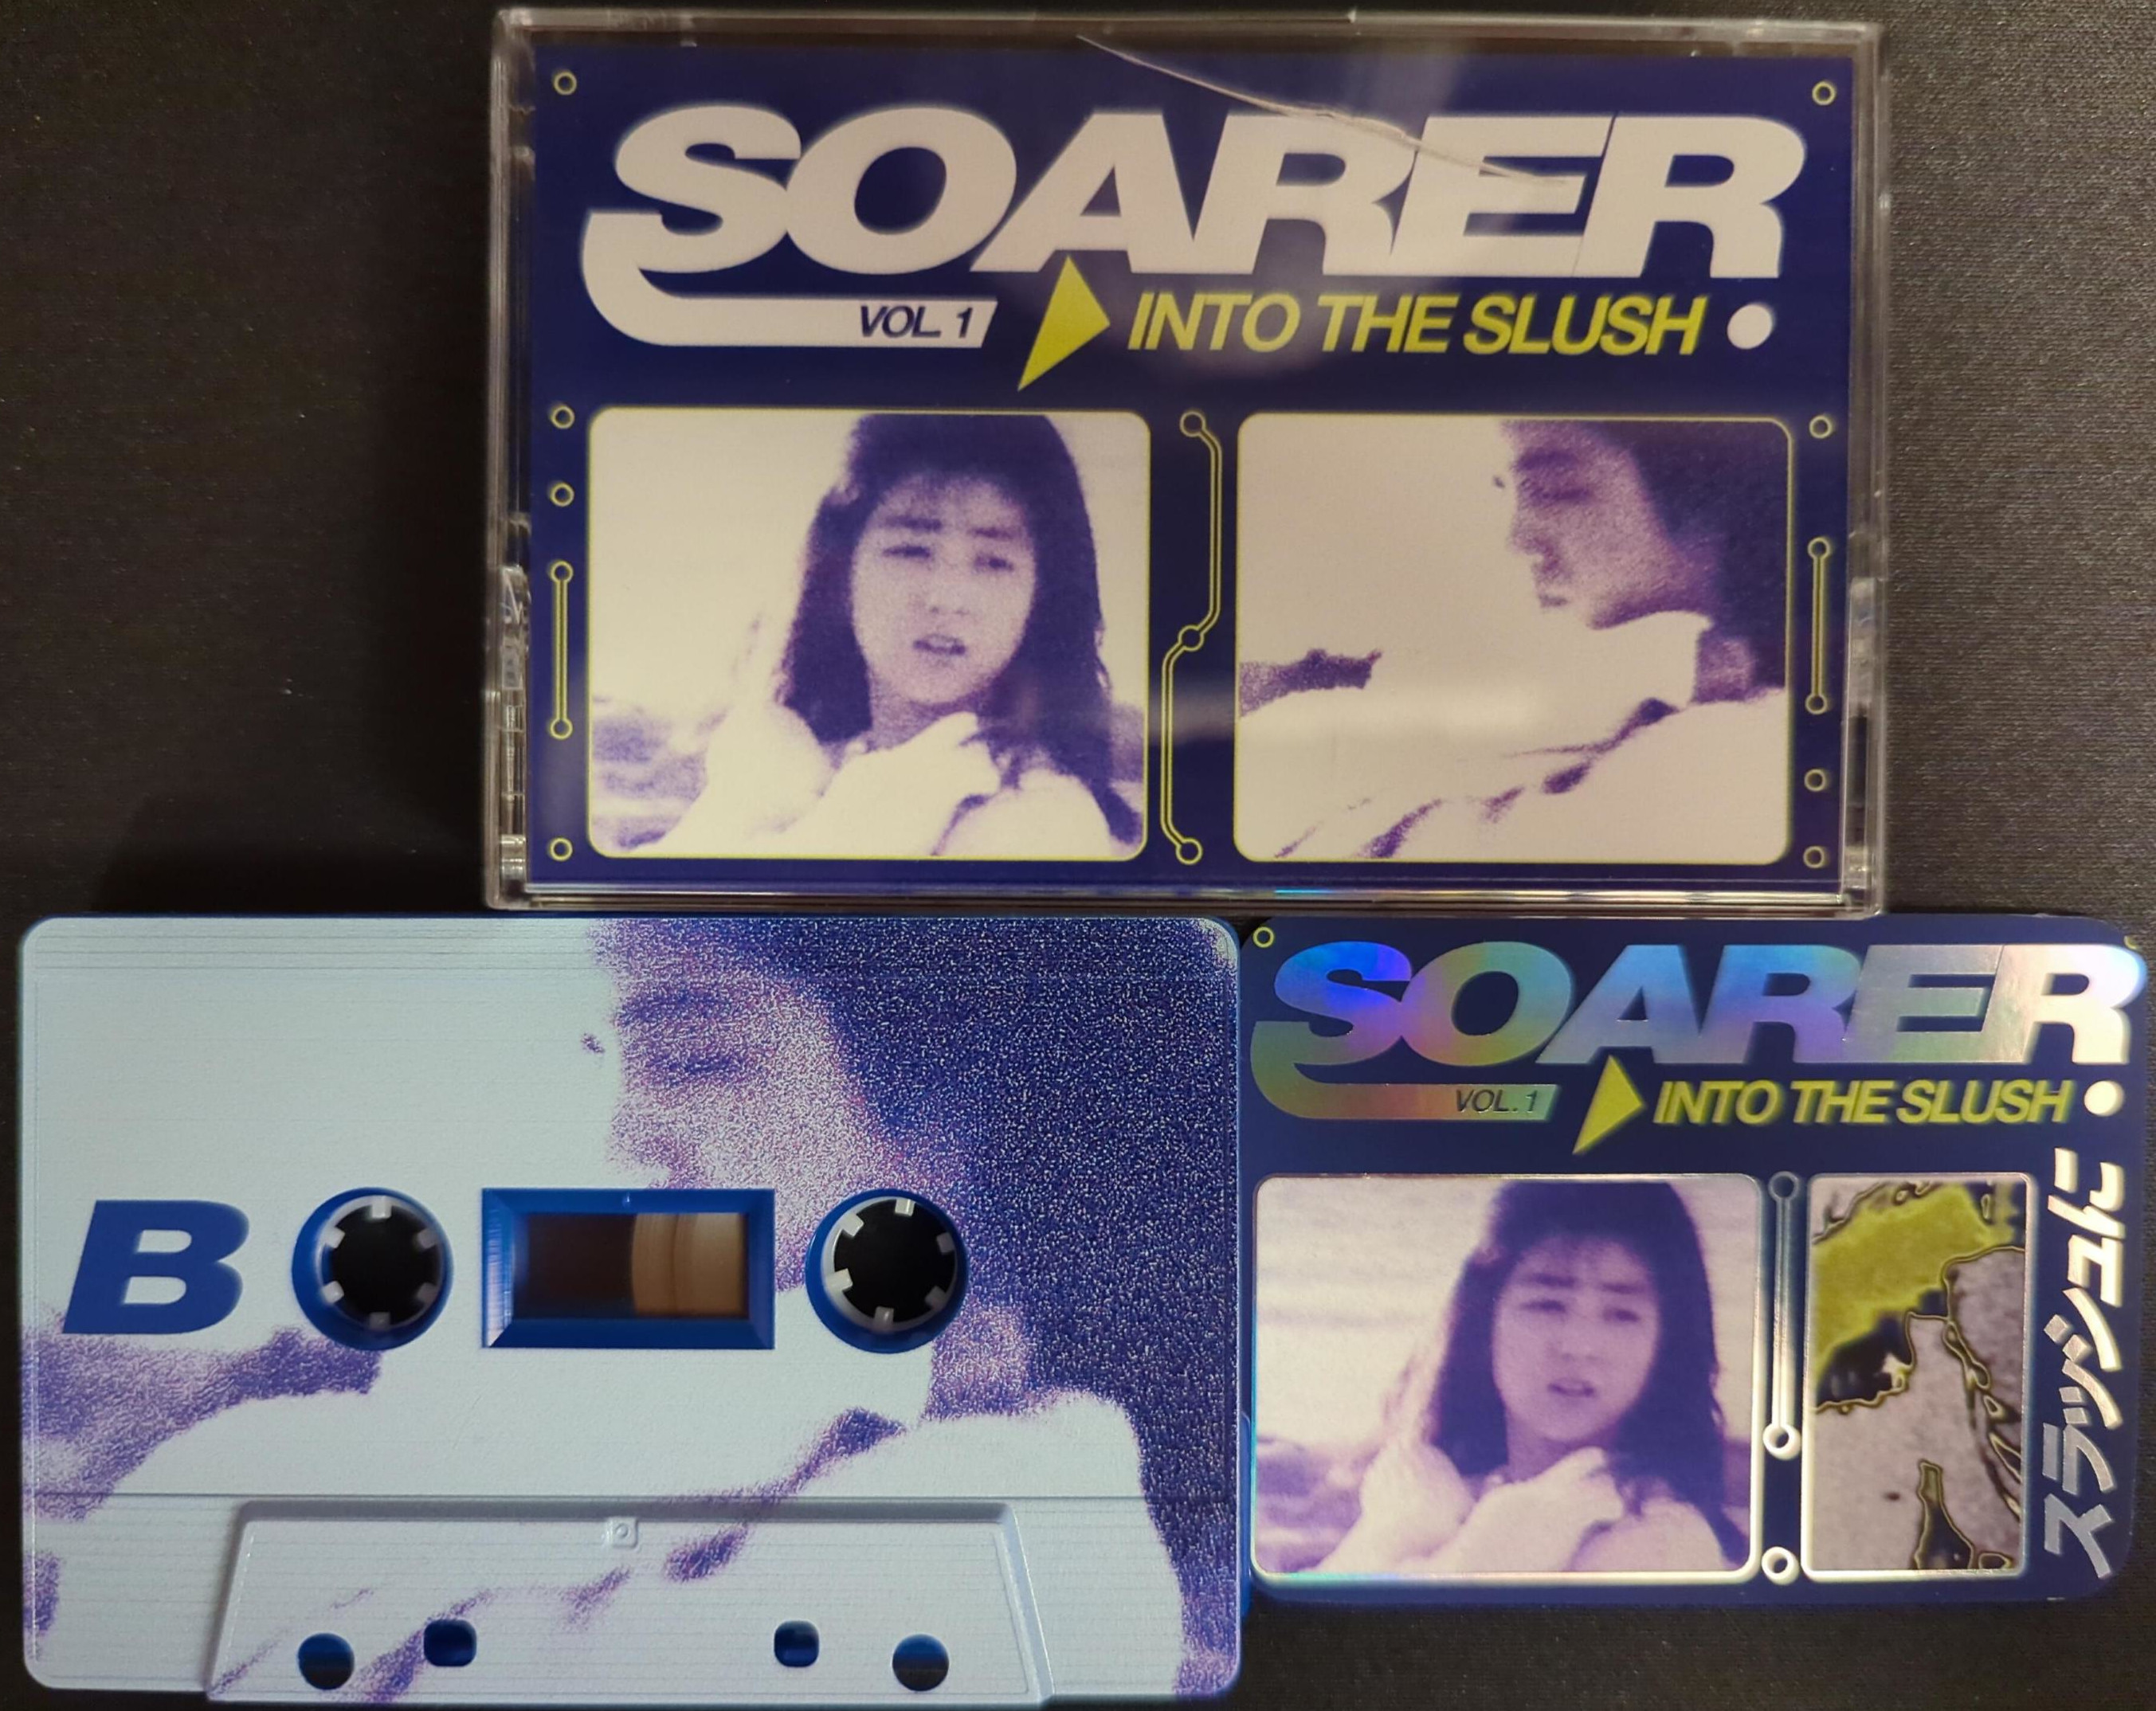 SOARER
VOL. 1
INTO THE SLUSH
B
SOARER
VOL. 1
INTO THE SLUSH
スラッシュに